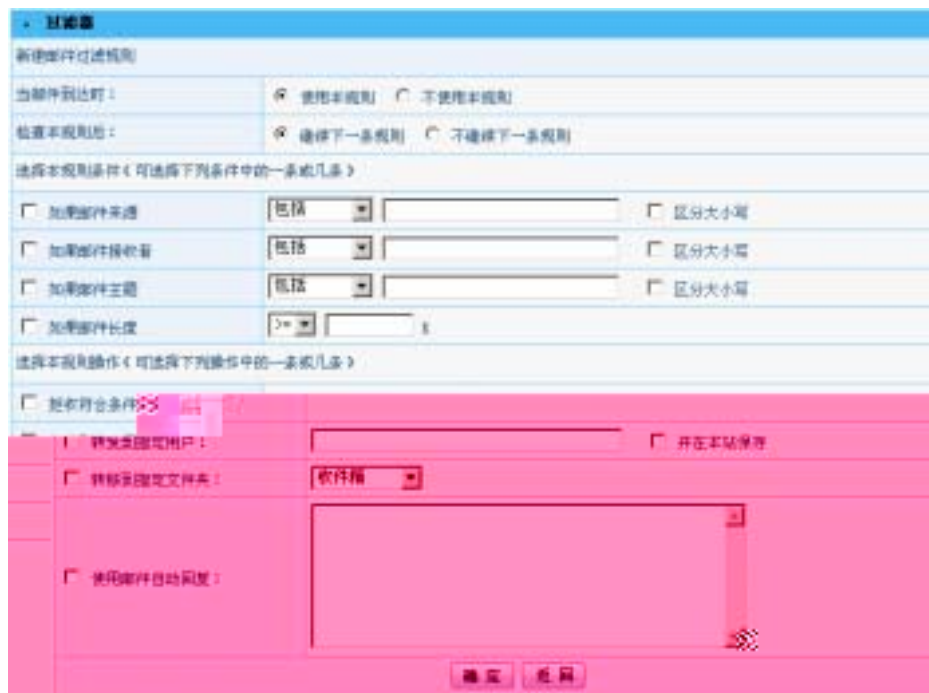 过滤器
新建邮件过滤规则
当邮件到达时： 使用本规则 不使用本规则
检查本规则后： 继续下一条规则 不继续下一条规则
选择本规则条件（可选择下列条件中的一条或几条）
如果邮件来源 包括 区分大小写
如果邮件接收者 包括 区分大小写
如果邮件主题 包括 区分大小写
如果邮件长度 >=
选择本规则操作（可选择下列操作中的一条或几条）
拒收符合条件
转发到指定用户： 并在本站保存
转移到指定文件夹： 收件箱
使用邮件自动回复：
确定 返回